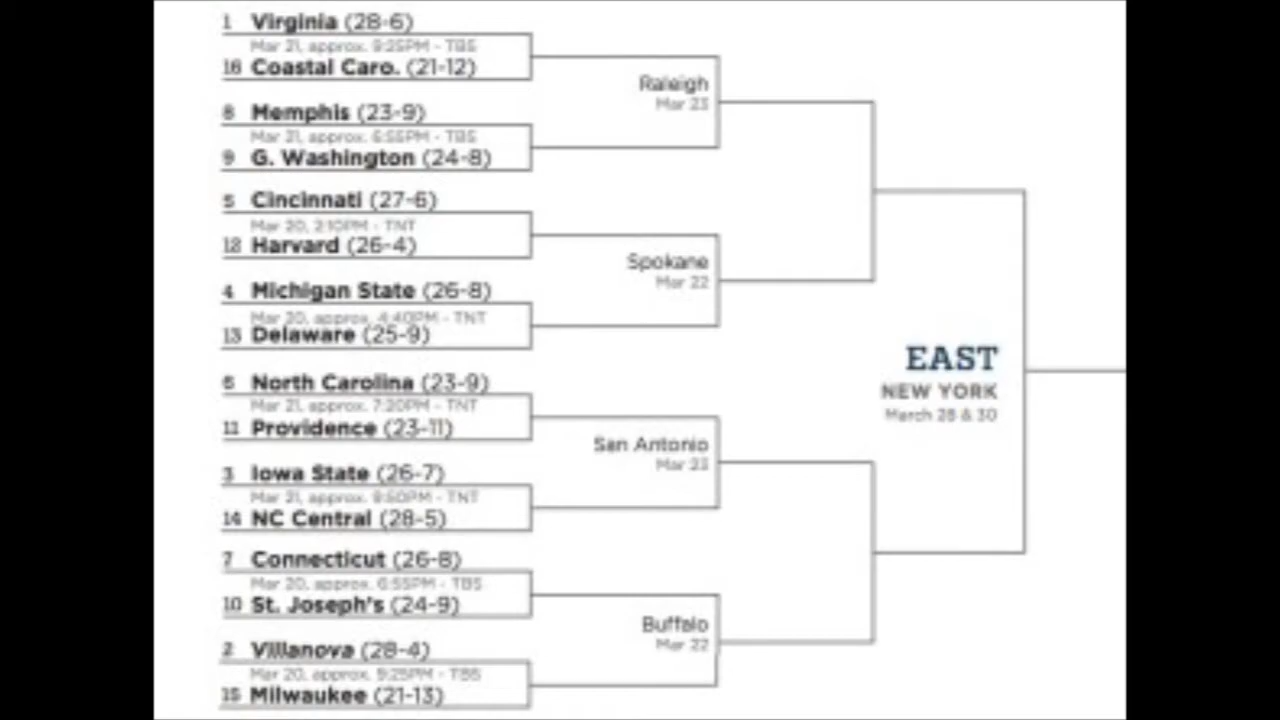 1 Virginia (28-6)
Mar 21, approx. 9:25PM - TBS
16 Coastal Caro. (21-12)
Raleigh
Mar 23
8 Memphis (23-9)
Mar 21, approx. 6:55PM - TBS
9 G. Washington (24-8)
5 Cincinnati (27-6)
Mar 20, 2:10PM - TNT
12 Harvard (26-4)
Spokane
Mar 22
4 Michigan State (26-8)
Mar 20, approx. 4:40PM - TNT
13 Delaware (25-9)
EAST
NEW YORK
March 28 & 30
6 North Carolina (23-9)
Mar 21, approx. 7:20PM - TNT
11 Providence (23-11)
San Antonio
Mar 23
3 Iowa State (26-7)
Mar 21, approx. 9:50PM - TNT
14 NC Central (28-5)
7 Connecticut (26-8)
Mar 20, approx. 6:55PM - TBS
10 St. Joseph's (24-9)
Buffalo
Mar 22
2 Villanova (28-4)
Mar 20, approx. 9:25PM - TBS
15 Milwaukee (21-13)